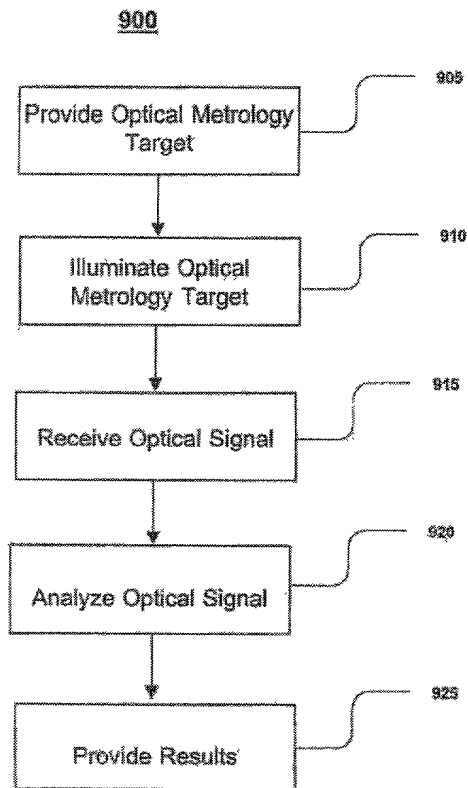 900
Provide Optical Metrology
Target
905
Illuminate Optical
Metrology Target
910
Receive Optical Signal
915
Analyze Optical Signal
920
Provide Results
925